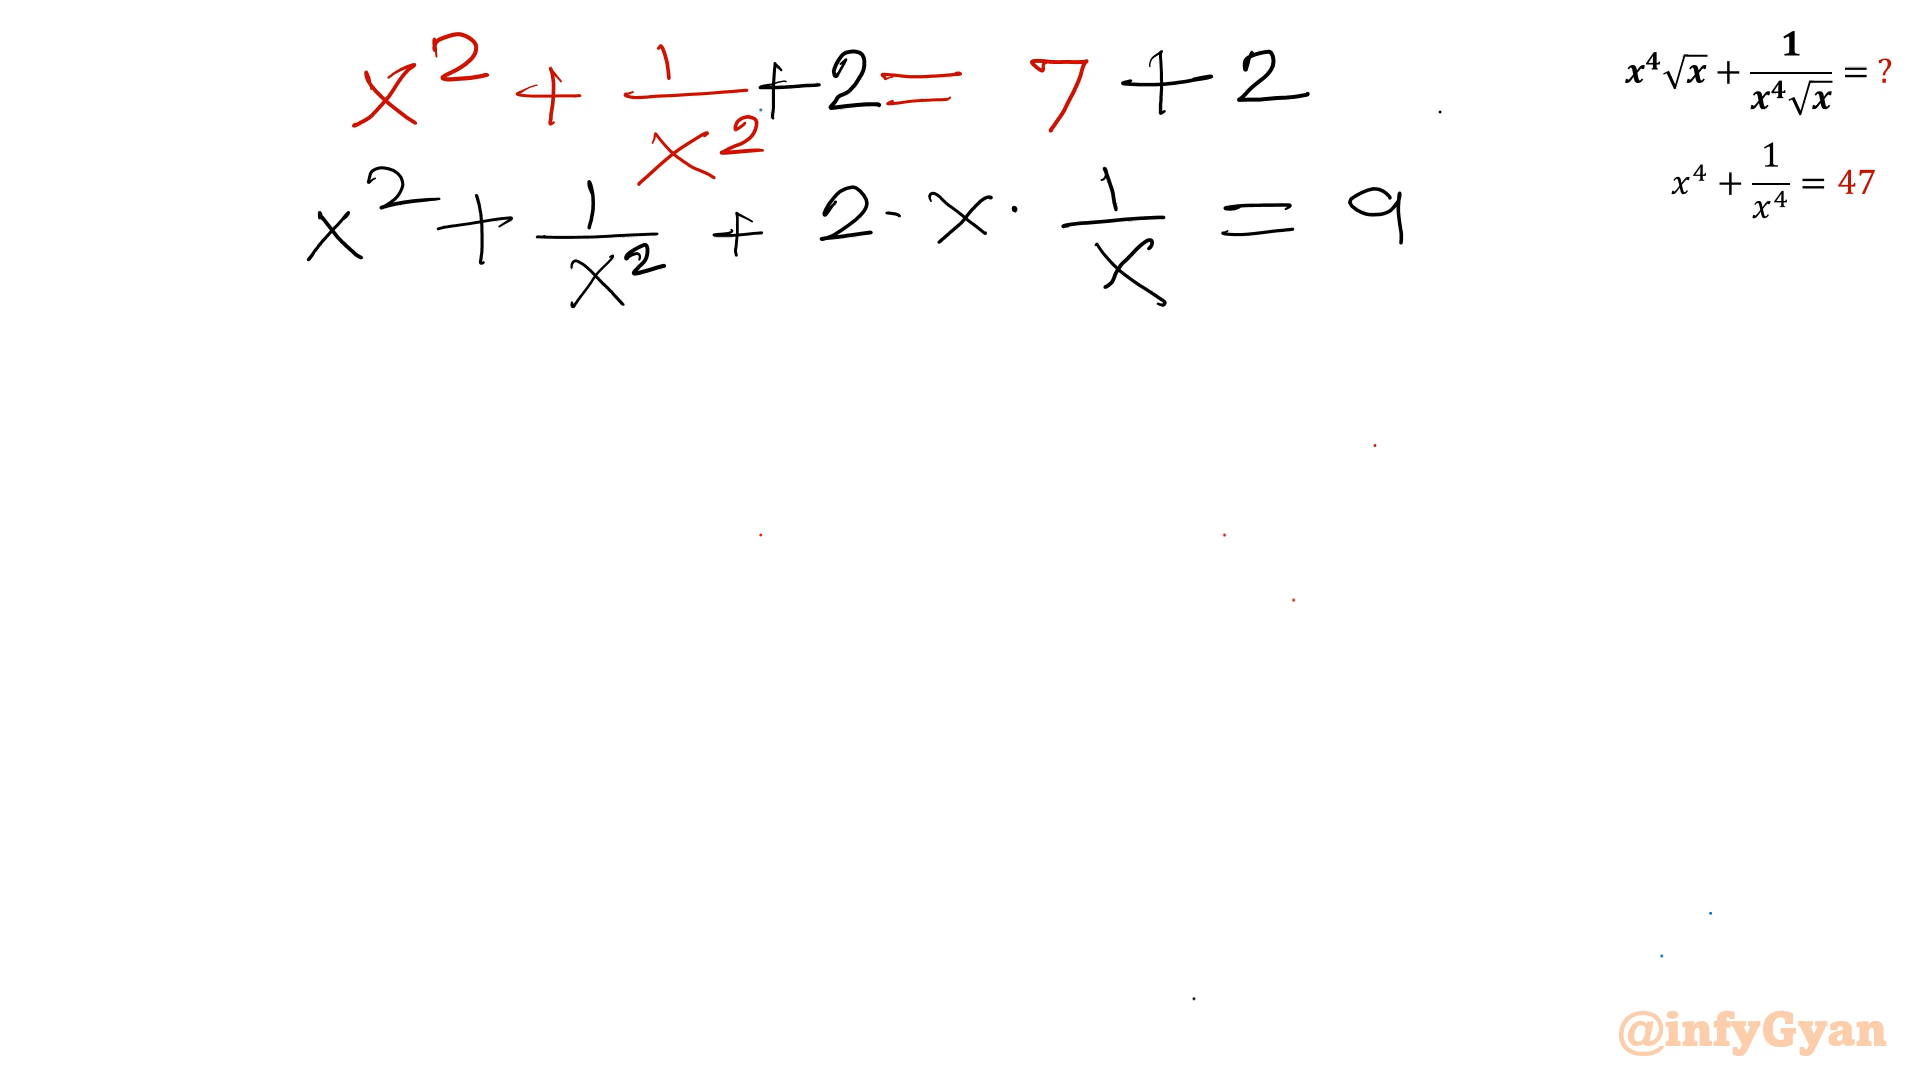 x² + 1/x² + 2 = 7 + 2
x² + 1/x² + 2 · x · 1/x = 9
x⁴√x + 1/(x⁴√x) = ?
x⁴ + 1/x⁴ = 47
@infyGyan